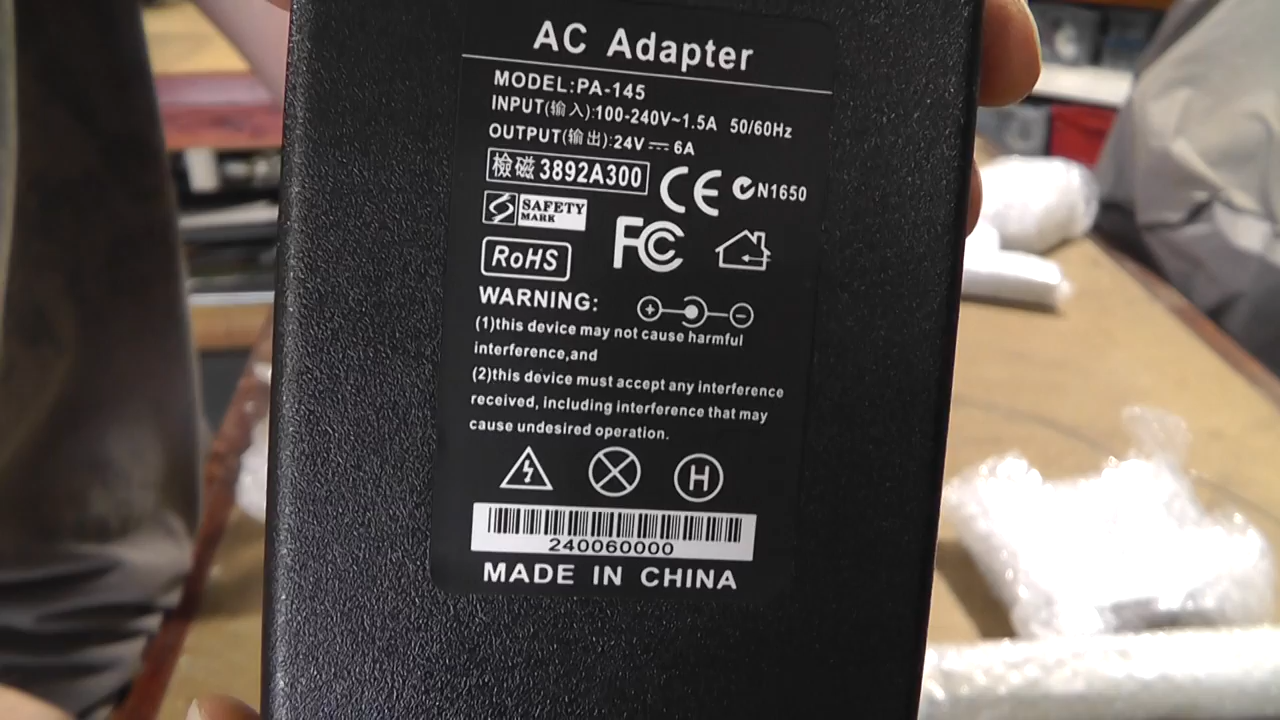 AC Adapter
MODEL:PA-145
INPUT(输入):100-240V~1.5A 50/60Hz
OUTPUT(输出):24V⎓6A
檢磁 3892A300
CE N1650
SAFETY
MARK
FC
RoHS
WARNING:
(1)this device may not cause harmful
interference,and
(2)this device must accept any interference
received, including interference that may
cause undesired operation.
H
240060000
MADE IN CHINA